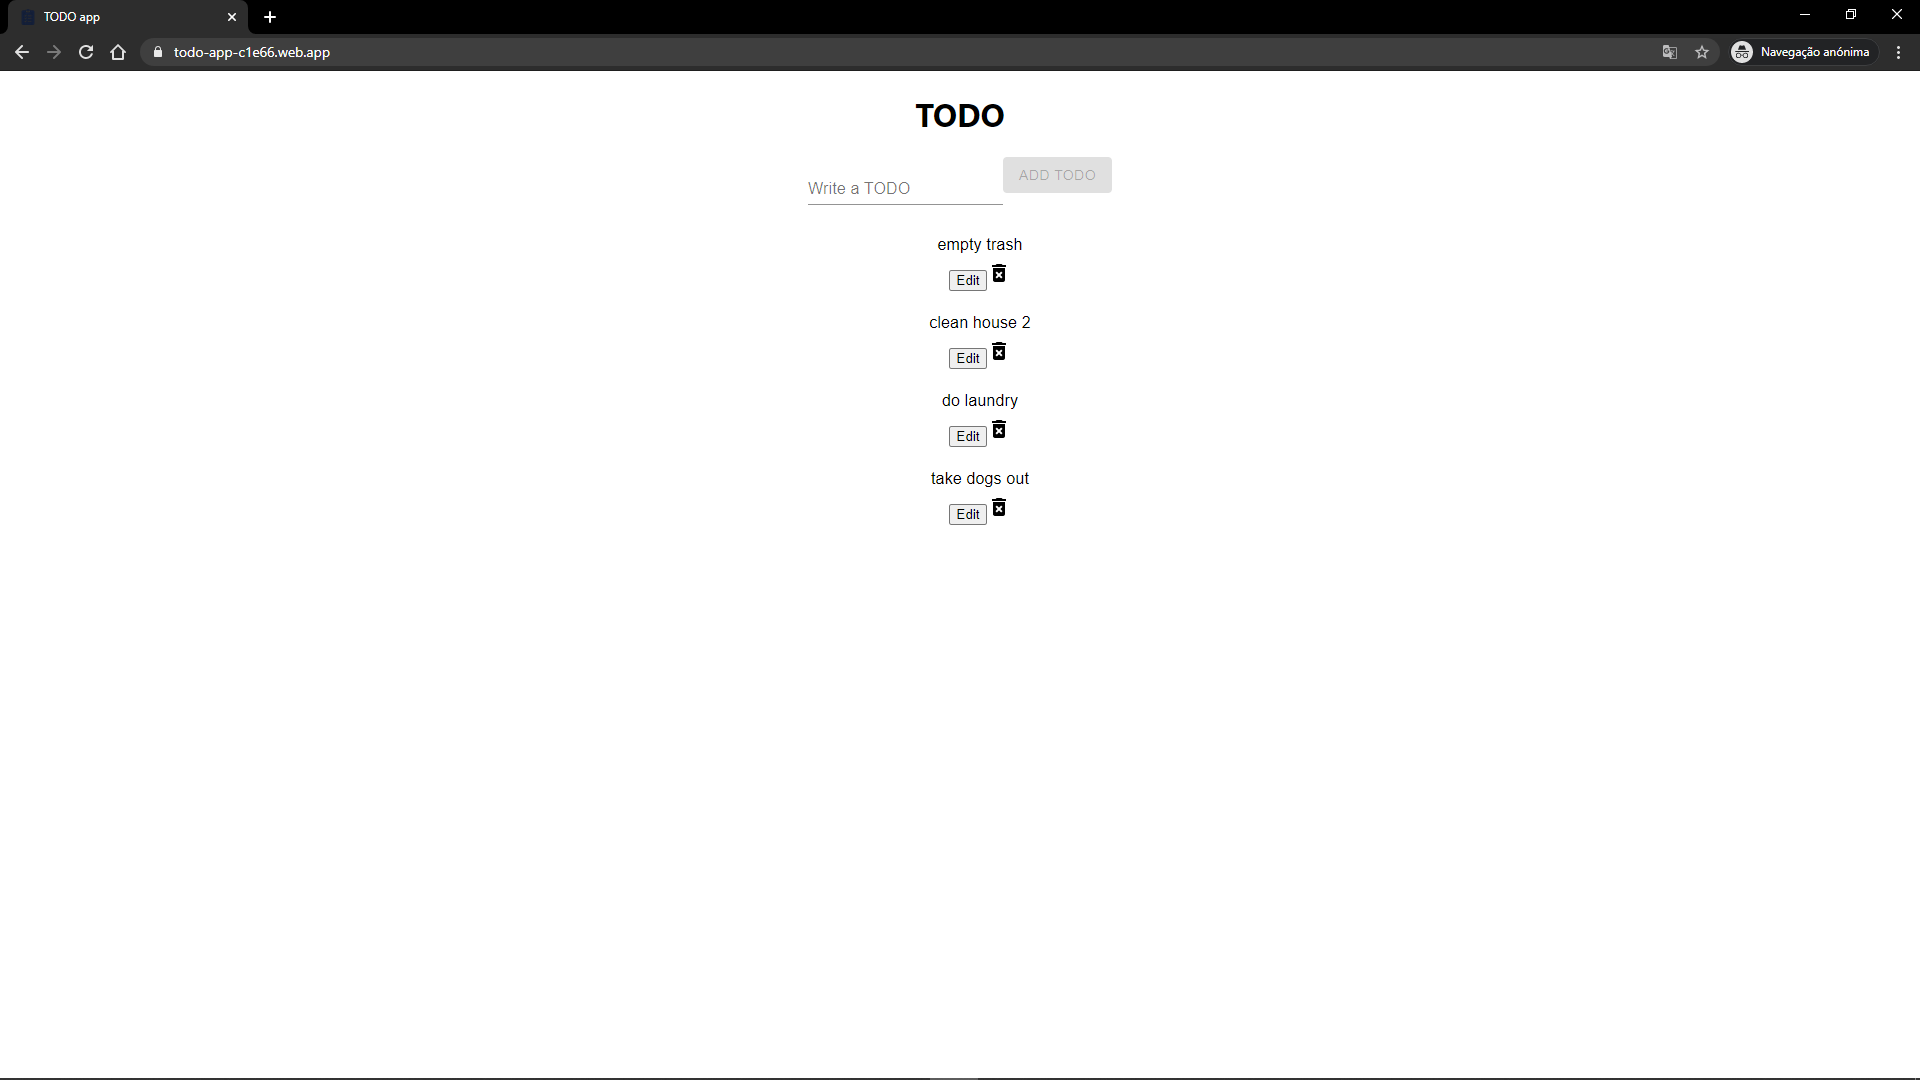 TODO app
todo-app-c1e66.web.app
Navegação anónima
TODO
Write a TODO
ADD TODO
empty trash
Edit
clean house 2
Edit
do laundry
Edit
take dogs out
Edit